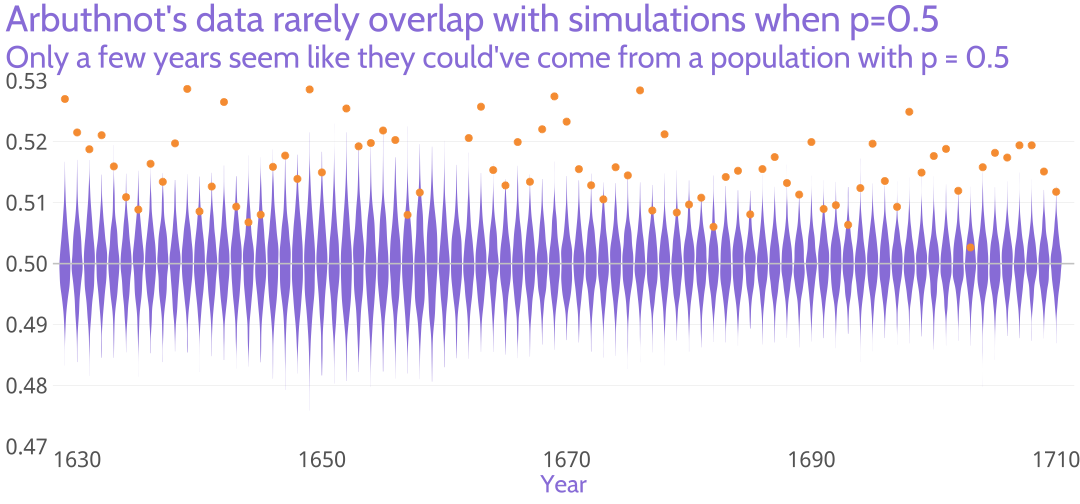 Arbuthnot's data rarely overlap with simulations when p=0.5
Only a few years seem like they could've come from a population with p = 0.5
0.53
0.52
0.51
0.50
0.49
0.48
0.47
1630 1650 1670 1690 1710
Year